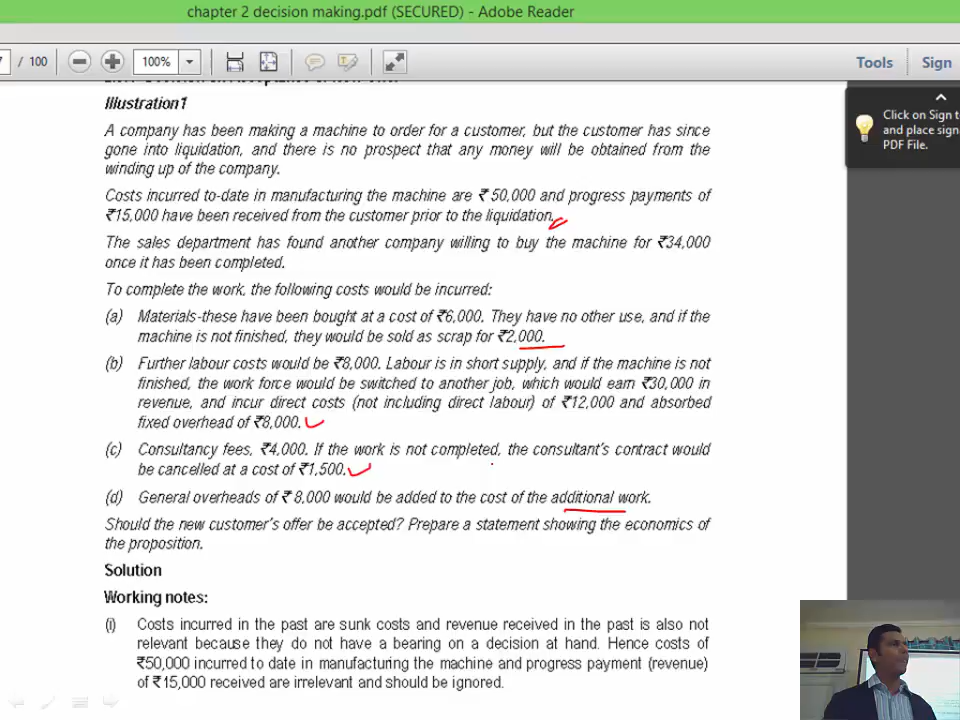 chapter 2 decision making.pdf (SECURED) - Adobe Reader
/ 100
100%
Tools
Sign
Click on Sign t
and place sign
PDF File.
Illustration1
A company has been making a machine to order for a customer, but the customer has since
gone into liquidation, and there is no prospect that any money will be obtained from the
winding up of the company.
Costs incurred to-date in manufacturing the machine are ₹ 50,000 and progress payments of
₹15,000 have been received from the customer prior to the liquidation.
The sales department has found another company willing to buy the machine for ₹34,000
once it has been completed.
To complete the work, the following costs would be incurred:
(a) Materials-these have been bought at a cost of ₹6,000. They have no other use, and if the
machine is not finished, they would be sold as scrap for ₹2,000.
(b) Further labour costs would be ₹8,000. Labour is in short supply, and if the machine is not
finished, the work force would be switched to another job, which would earn ₹30,000 in
revenue, and incur direct costs (not including direct labour) of ₹12,000 and absorbed
fixed overhead of ₹8,000.
(c) Consultancy fees, ₹4,000. If the work is not completed, the consultant's contract would
be cancelled at a cost of ₹1,500.
(d) General overheads of ₹ 8,000 would be added to the cost of the additional work.
Should the new customer's offer be accepted? Prepare a statement showing the economics of
the proposition.
Solution
Working notes:
(i) Costs incurred in the past are sunk costs and revenue received in the past is also not
relevant because they do not have a bearing on a decision at hand. Hence costs of
₹50,000 incurred to date in manufacturing the machine and progress payment (revenue)
of ₹15,000 received are irrelevant and should be ignored.